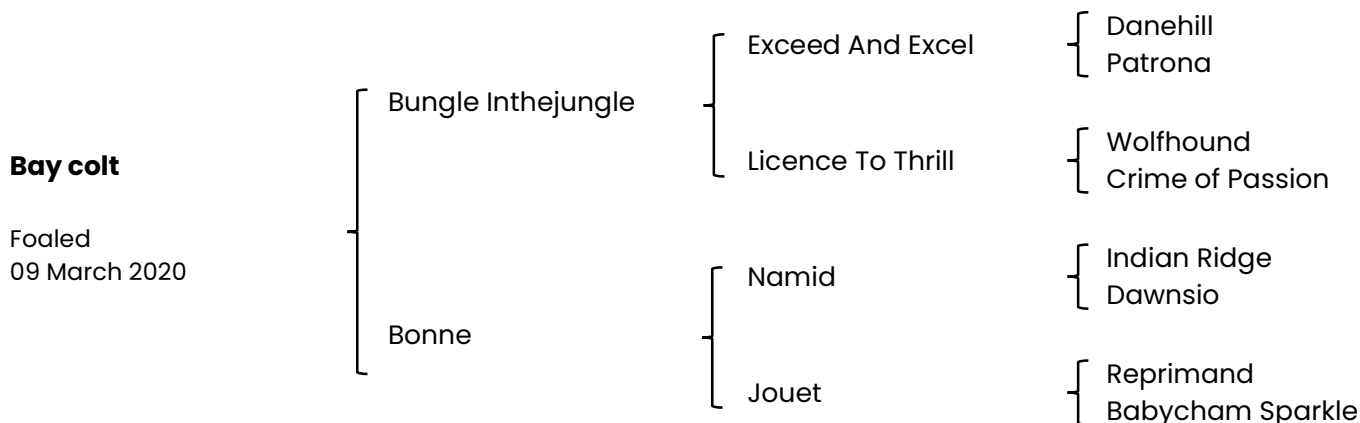 Bay colt
Foaled
09 March 2020
Bungle Inthejungle
Bonne
Exceed And Excel
Licence To Thrill
Namid
Jouet
Danehill
Patrona
Wolfhound
Crime of Passion
Indian Ridge
Dawnsio
Reprimand
Babycham Sparkle